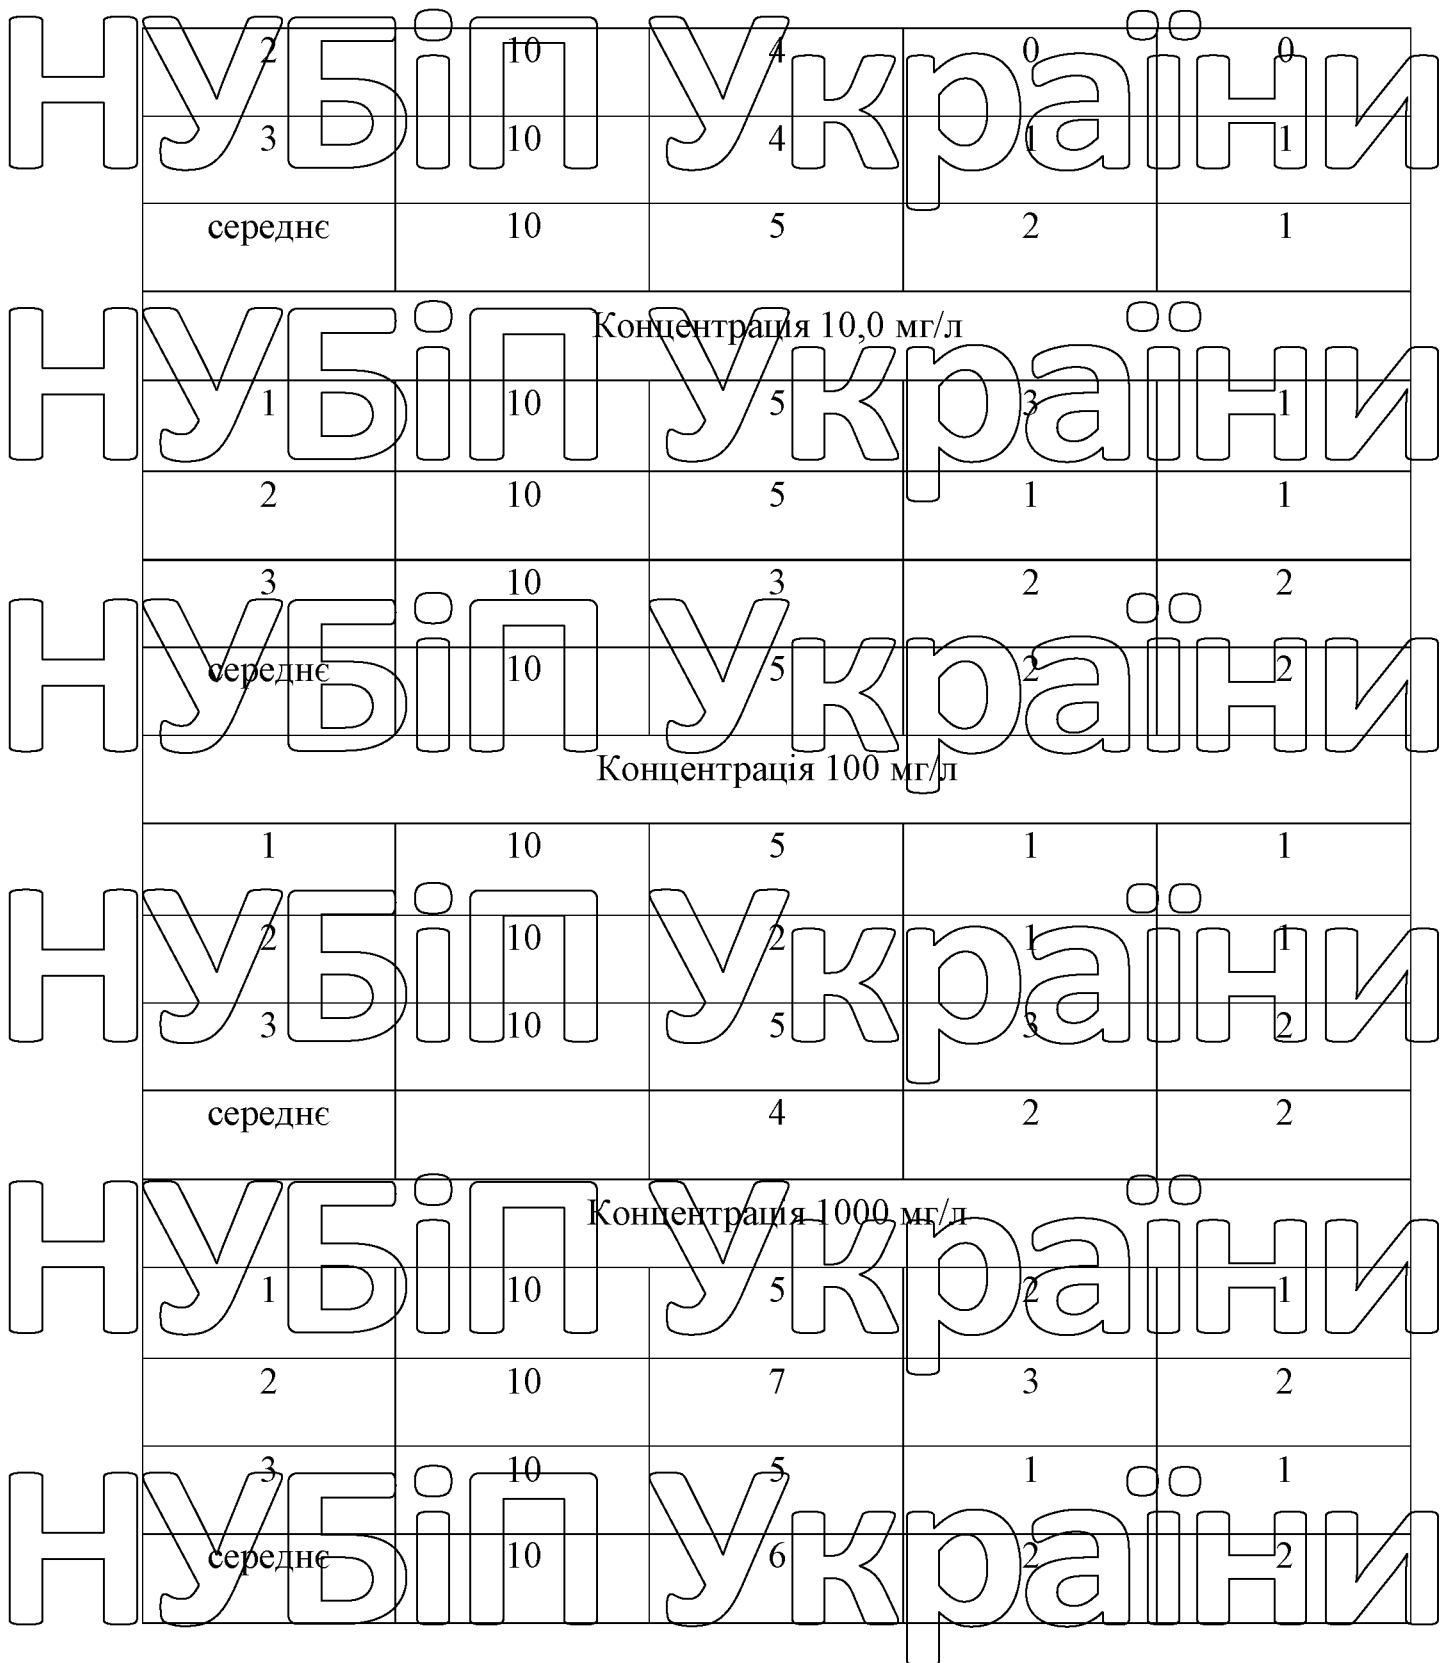 НУБіП України
2 10 4 0 0
3 10 4 1 1
середнє 10 5 2 1
НУБіП України
Концентрація 10,0 мг/л
1 10 5 3 1
2 10 5 1 1
3 10 3 2 2
НУБіП України
середнє 10 5 2 2
Концентрація 100 мг/л
1 10 5 1 1
НУБіП України
2 10 2 1 1
3 10 5 3 2
середнє 4 2 2
НУБіП України
Концентрація 1000 мг/л
1 10 5 2 1
2 10 7 3 2
3 10 5 1 1
НУБіП України
середнє 10 6 2 2